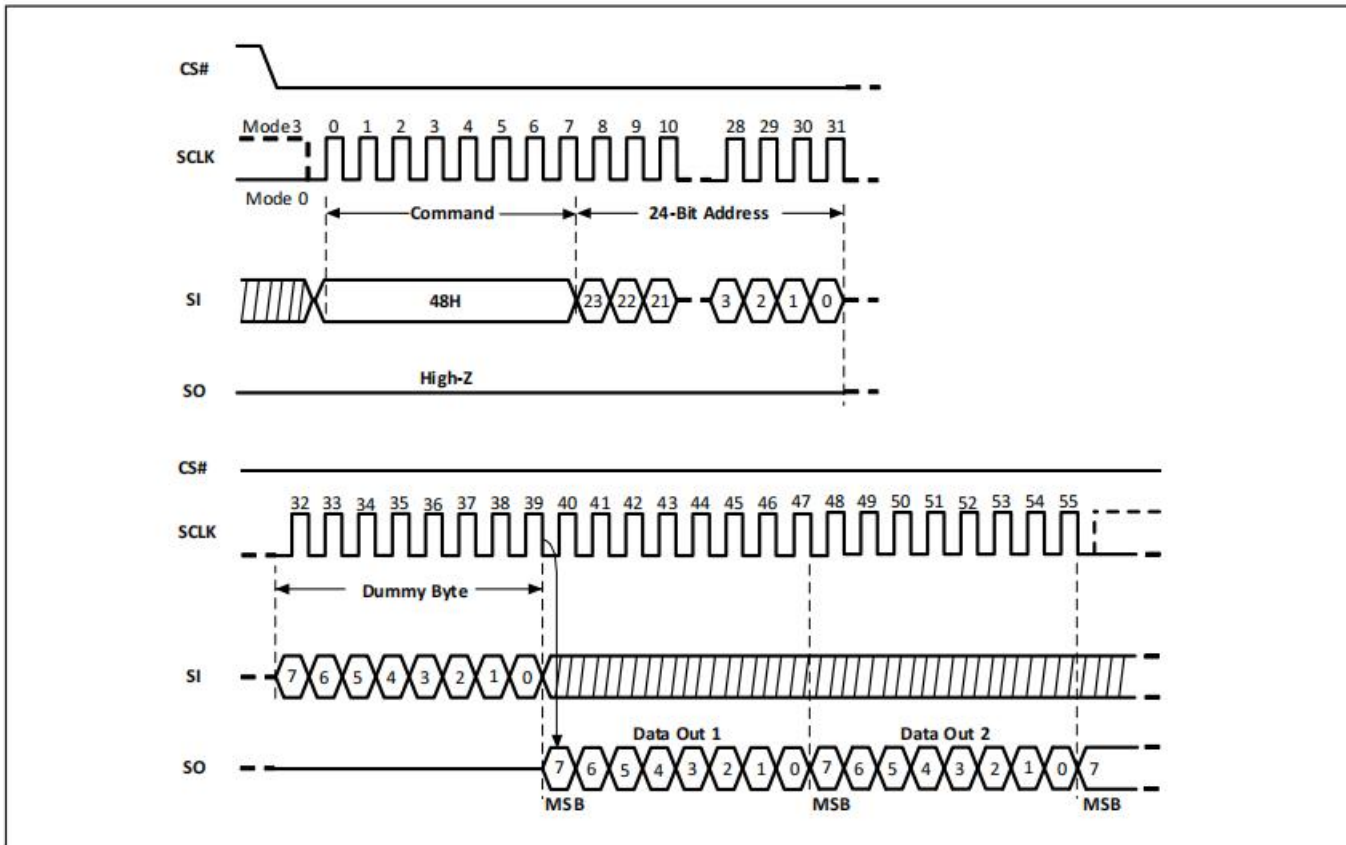 CS#
Mode3 0 1 2 3 4 5 6 7 8 9 10 28 29 30 31
SCLK
Mode 0
Command 24-Bit Address
SI 48H 23 22 21 3 2 1 0
High-Z
SO
CS#
32 33 34 35 36 37 38 39 40 41 42 43 44 45 46 47 48 49 50 51 52 53 54 55
SCLK
Dummy Byte
SI 7 6 5 4 3 2 1 0
Data Out 1 Data Out 2
SO 7 6 5 4 3 2 1 0 7 6 5 4 3 2 1 0 7
MSB MSB MSB